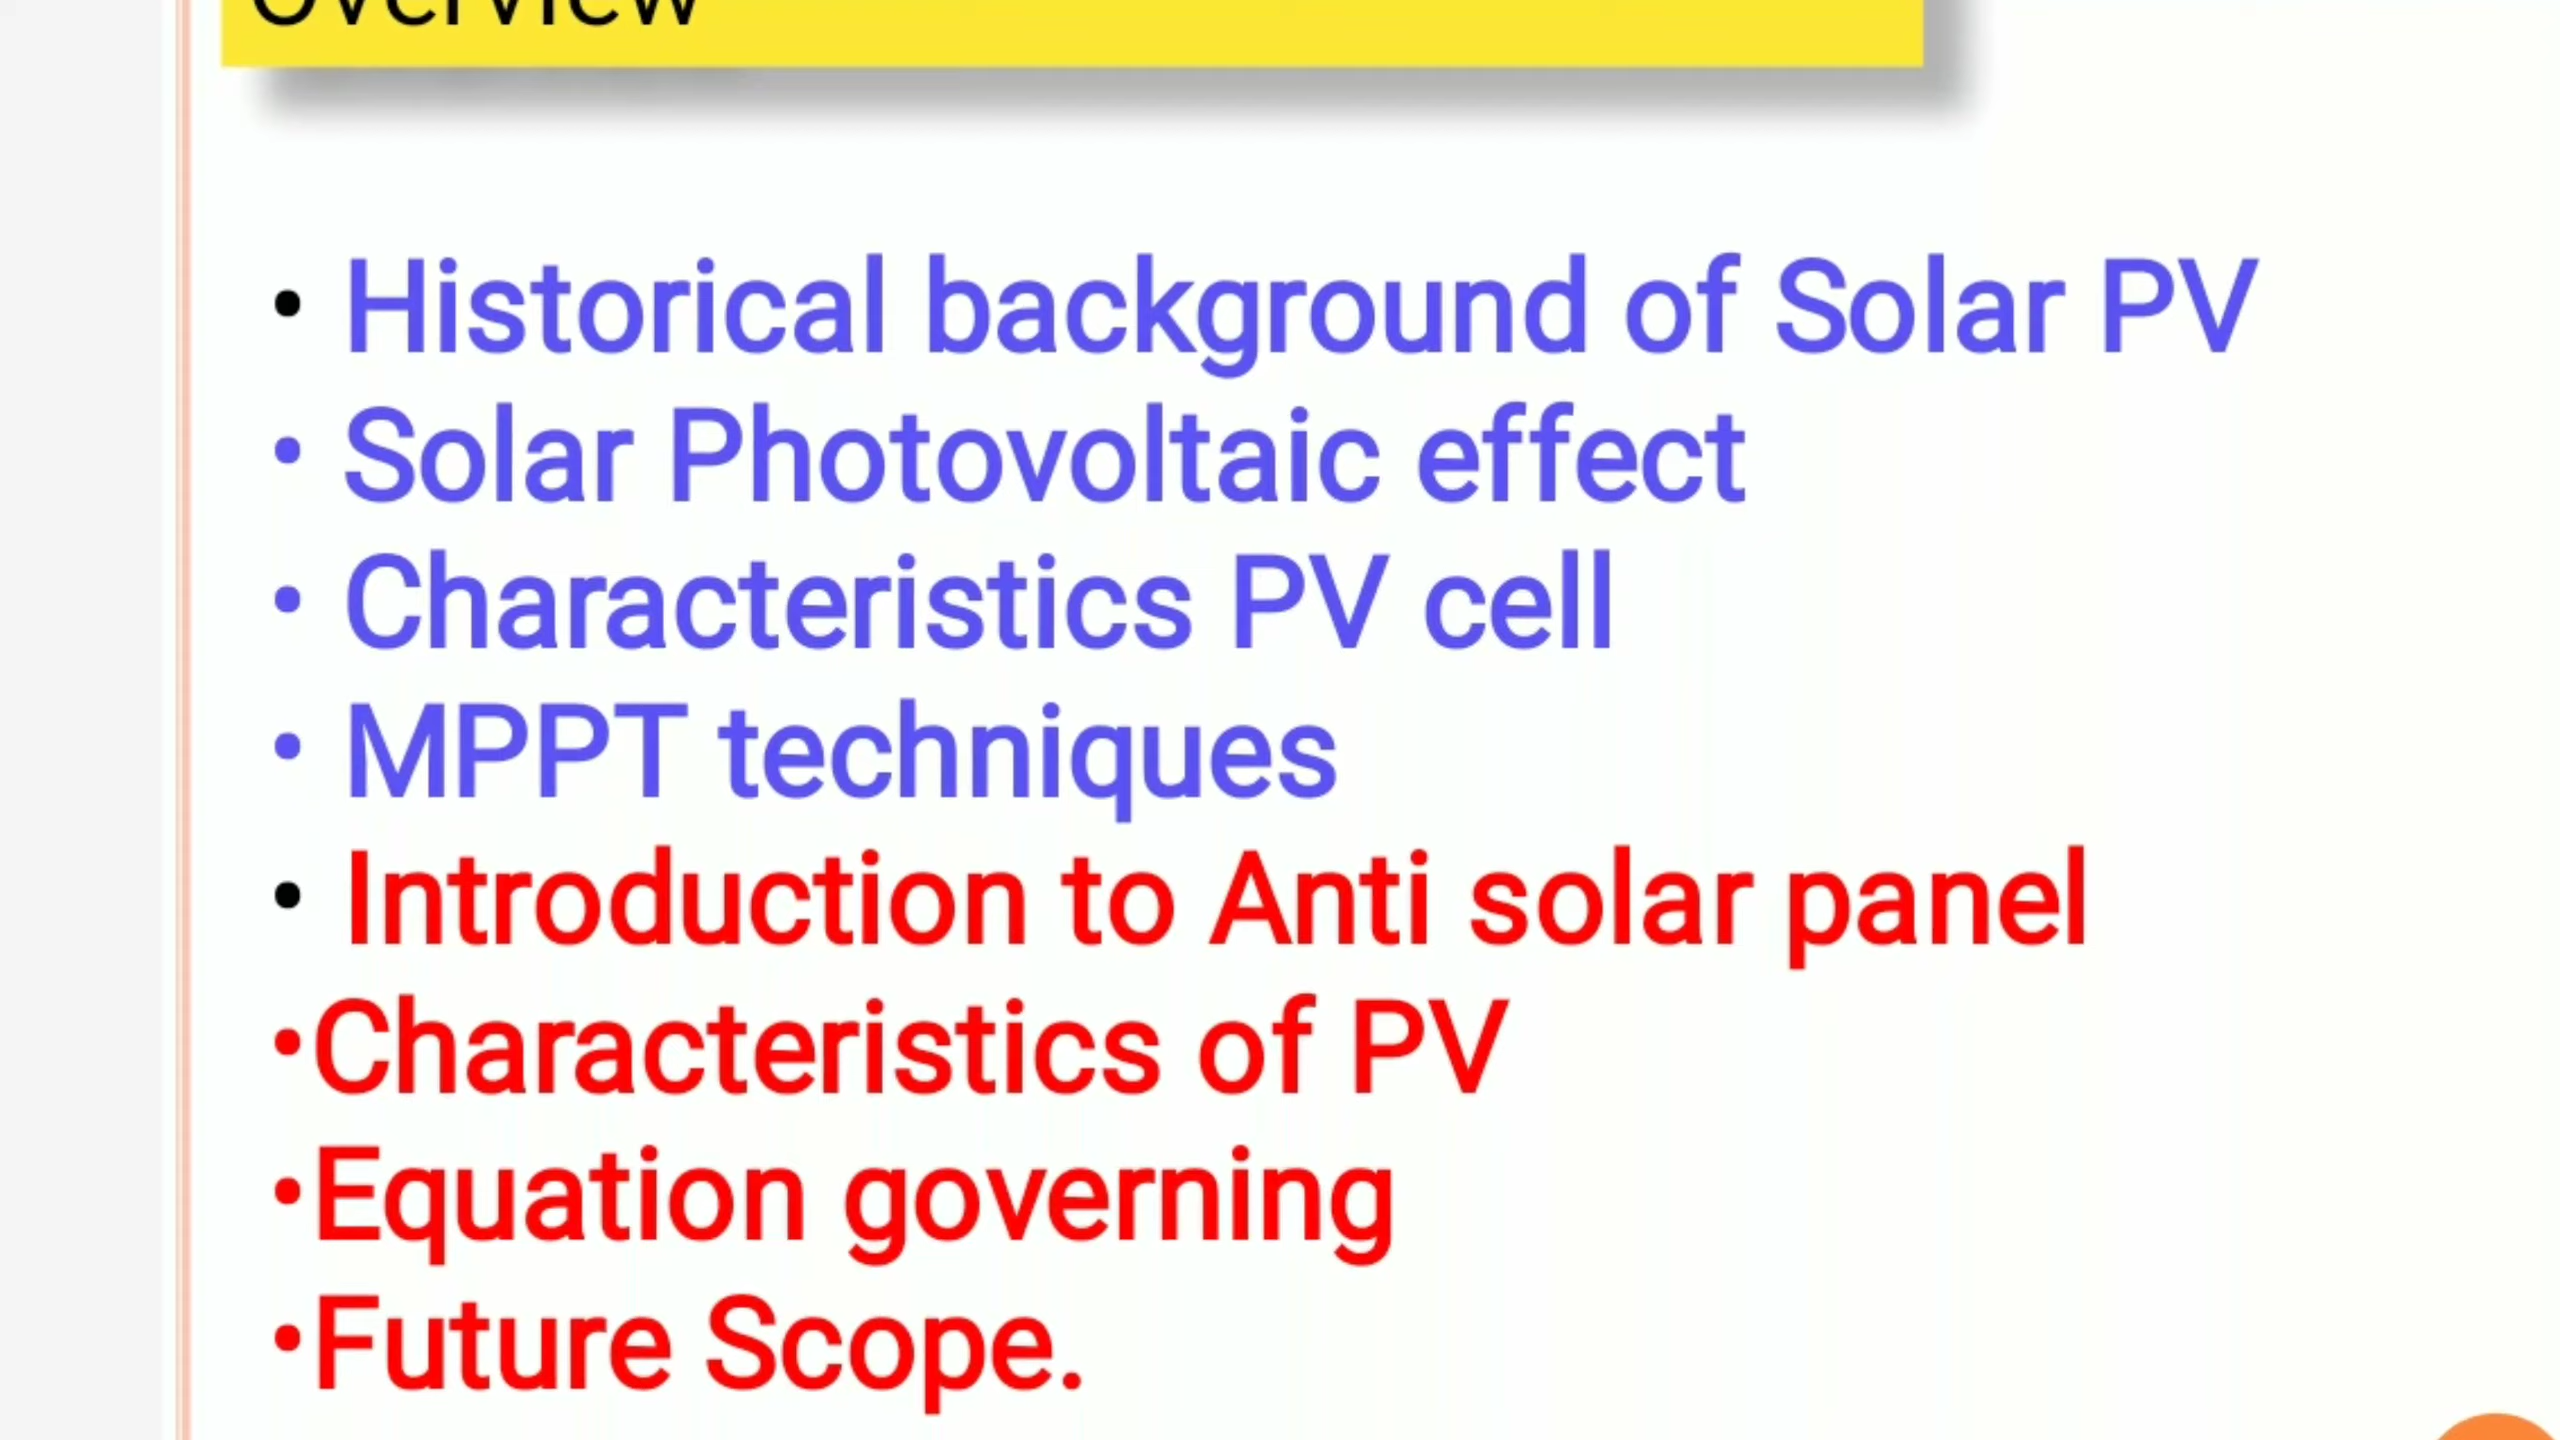 Overview
• Historical background of Solar PV
• Solar Photovoltaic effect
• Characteristics PV cell
• MPPT techniques
• Introduction to Anti solar panel
•Characteristics of PV
•Equation governing
•Future Scope.